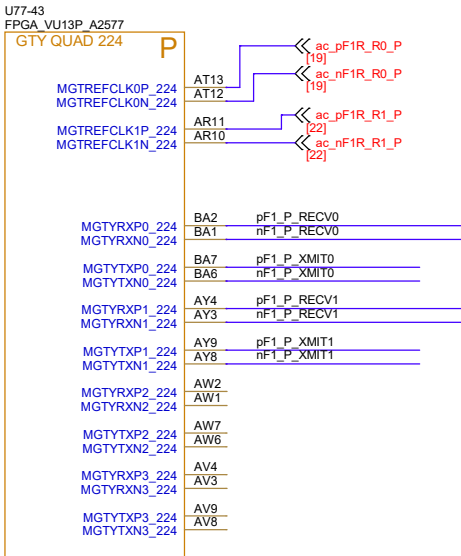 U77-43
FPGA_VU13P_A2577
GTY QUAD 224 P
MGTREFCLK0P_224 AT13 ac_pF1R_R0_P
[19]
MGTREFCLK0N_224 AT12 ac_nF1R_R0_P
[19]
MGTREFCLK1P_224 AR11 ac_pF1R_R1_P
[22]
MGTREFCLK1N_224 AR10 ac_nF1R_R1_P
[22]
MGTYRXP0_224 BA2 pF1_P_RECV0
MGTYRXN0_224 BA1 nF1_P_RECV0
MGTYTXP0_224 BA7 pF1_P_XMIT0
MGTYTXN0_224 BA6 nF1_P_XMIT0
MGTYRXP1_224 AY4 pF1_P_RECV1
MGTYRXN1_224 AY3 nF1_P_RECV1
MGTYTXP1_224 AY9 pF1_P_XMIT1
MGTYTXN1_224 AY8 nF1_P_XMIT1
MGTYRXP2_224 AW2
MGTYRXN2_224 AW1
MGTYTXP2_224 AW7
MGTYTXN2_224 AW6
MGTYRXP3_224 AV4
MGTYRXN3_224 AV3
MGTYTXP3_224 AV9
MGTYTXN3_224 AV8